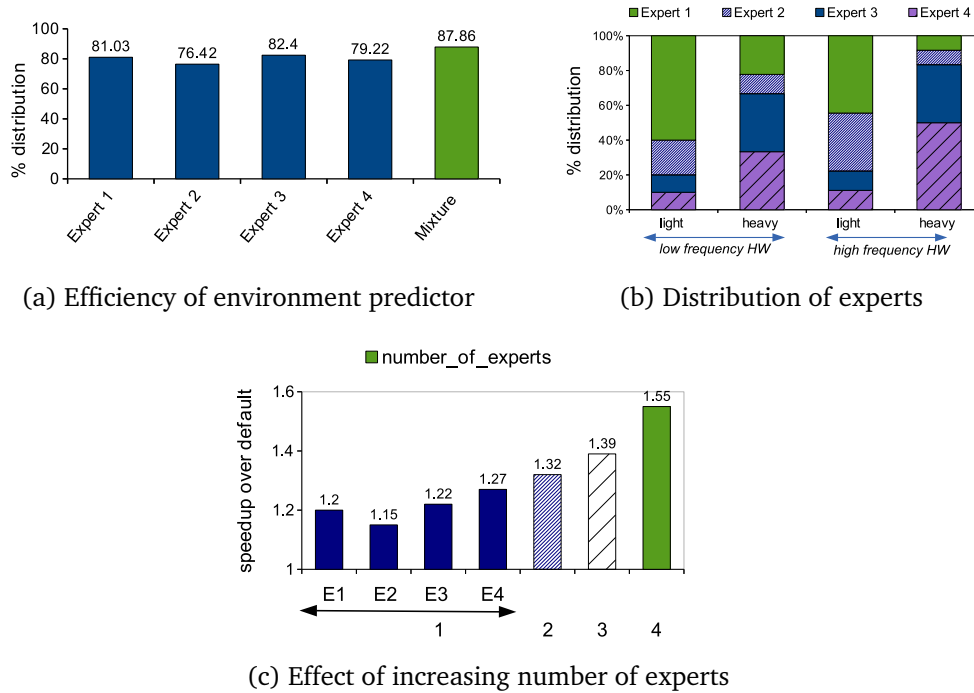 100
80
60
40
20
0
% distribution
81.03
76.42
82.4
79.22
87.86
Expert 1
Expert 2
Expert 3
Expert 4
Mixture
(a) Efficiency of environment predictor
Expert 1 Expert 2 Expert 3 Expert 4
100%
80%
60%
40%
20%
0%
% distribution
light heavy light heavy
low frequency HW high frequency HW
(b) Distribution of experts
number_of_experts
1.6
1.4
1.2
1
speedup over default
1.2
1.15
1.22
1.27
1.32
1.39
1.55
E1 E2 E3 E4
1 2 3 4
(c) Effect of increasing number of experts